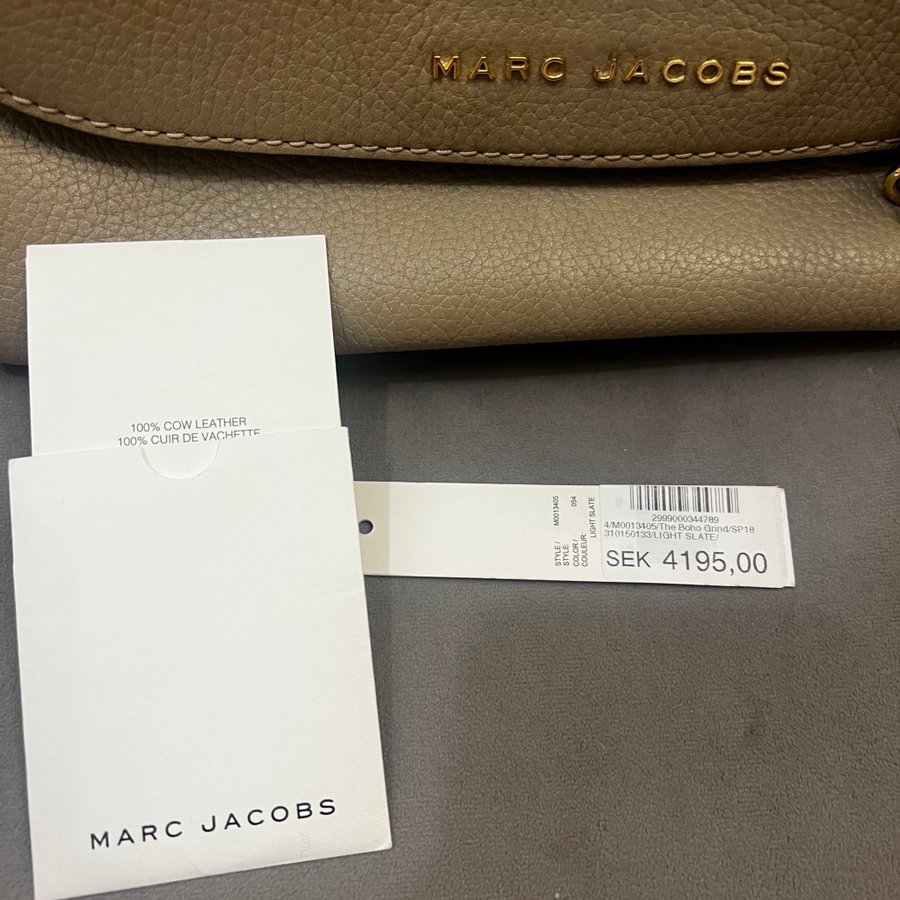 MARC JACOBS
100% COW LEATHER
100% CUIR DE VACHETTE
STYLE / M0013405
STYLE:
COLOR / 054
COULEUR:
LIGHT SLATE
2999000344789
4/M0013405/The Boho Grind/SP18
310150133/LIGHT SLATE/
SEK 4195,00
MARC JACOBS